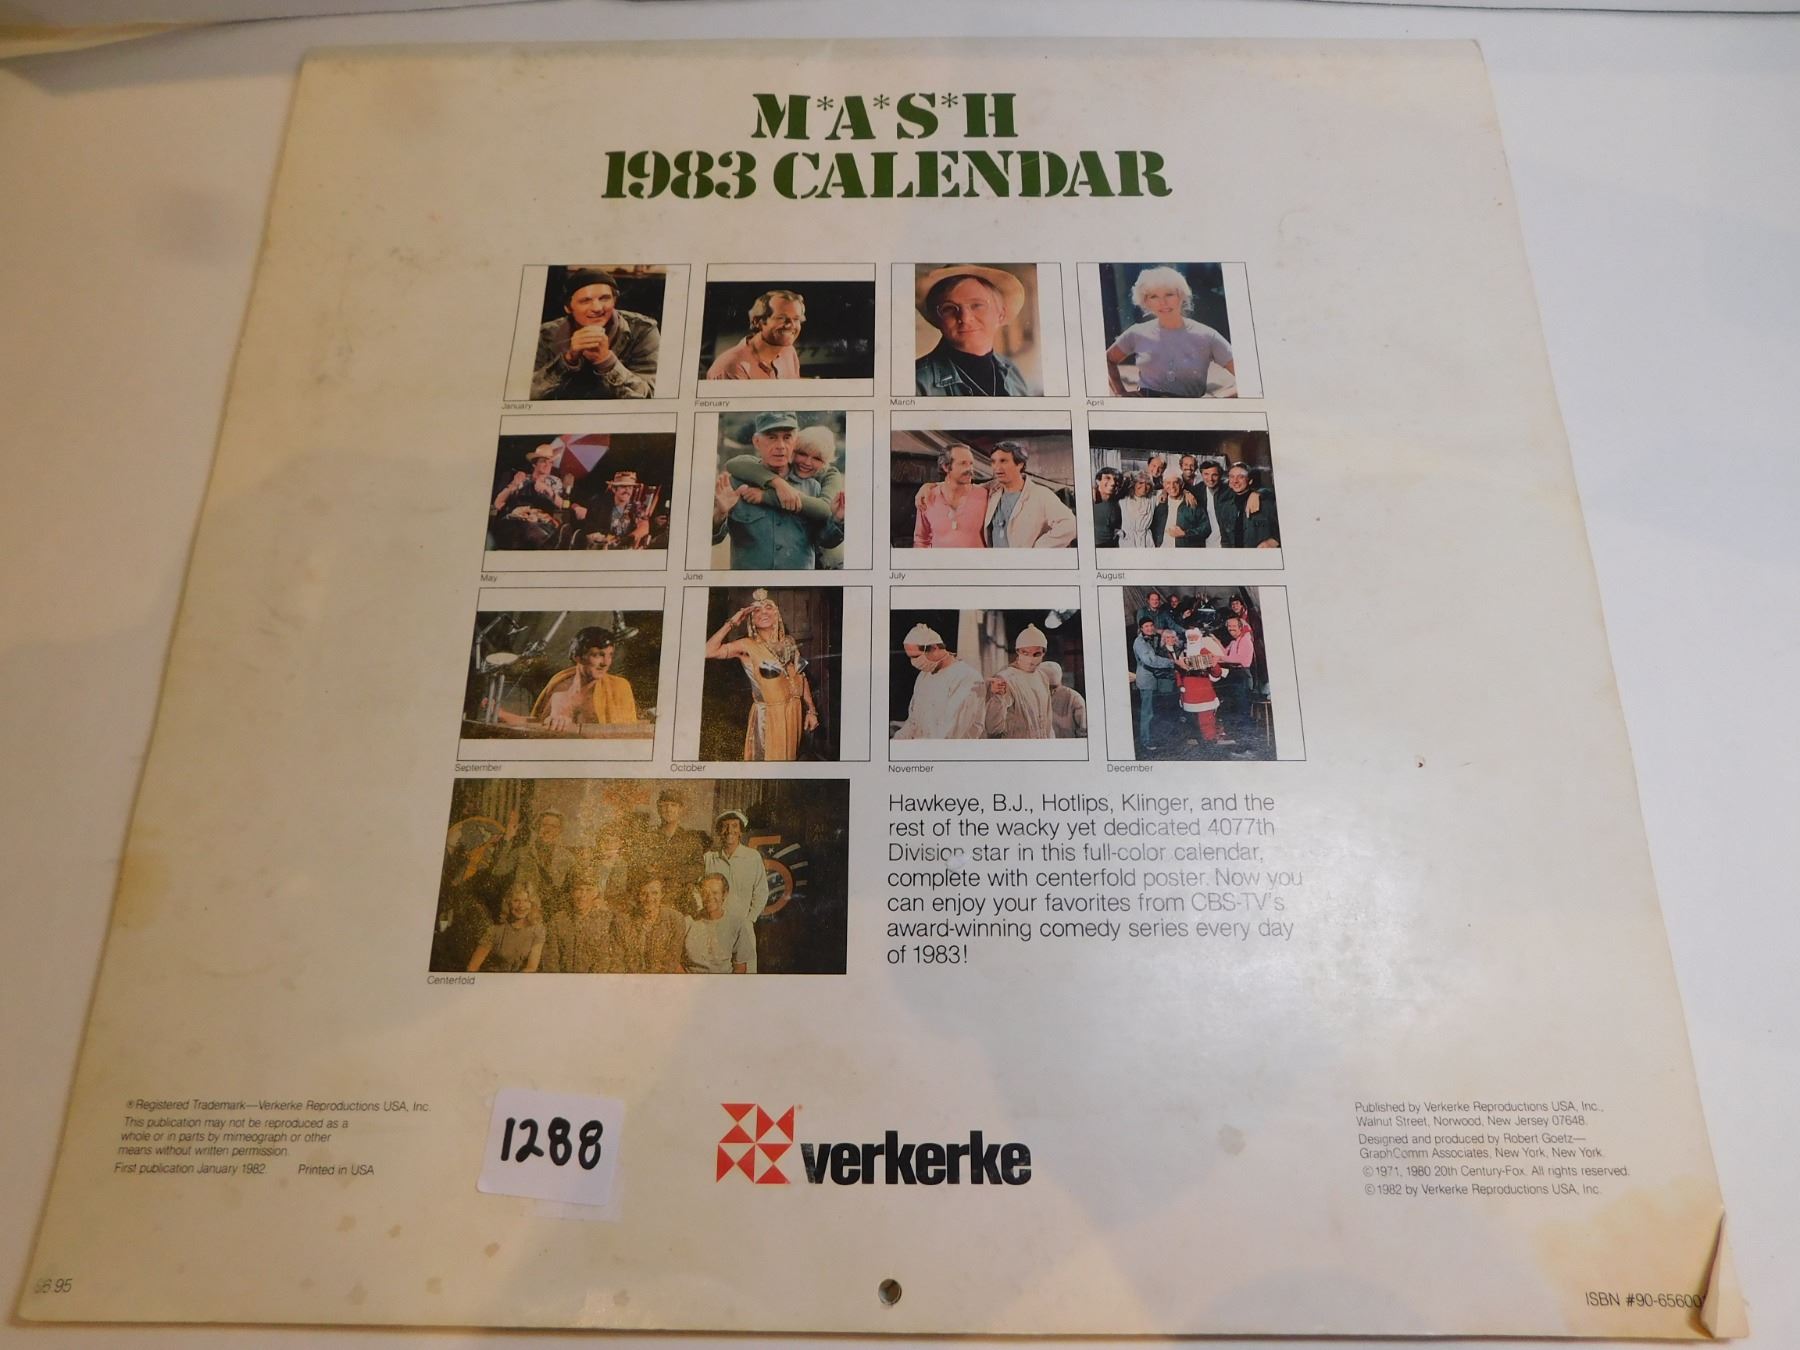 M*A*S*H
1983 CALENDAR
January
February
March
April
May
June
July
August
September
October
November
December
Centerfold
Hawkeye, B.J., Hotlips, Klinger, and the
rest of the wacky yet dedicated 4077th
Division star in this full-color calendar,
complete with centerfold poster. Now you
can enjoy your favorites from CBS-TV's
award-winning comedy series every day
of 1983!
®Registered Trademark—Verkerke Reproductions USA, Inc.
This publication may not be reproduced as a
whole or in parts by mimeograph or other
means without written permission.
First publication January 1982. Printed in USA
1288
verkerke
Published by Verkerke Reproductions USA, Inc.,
Walnut Street, Norwood, New Jersey 07648.
Designed and produced by Robert Goetz—
GraphComm Associates, New York, New York.
©1971, 1980 20th Century-Fox. All rights reserved.
©1982 by Verkerke Reproductions USA, Inc.
$6.95
ISBN #90-65600